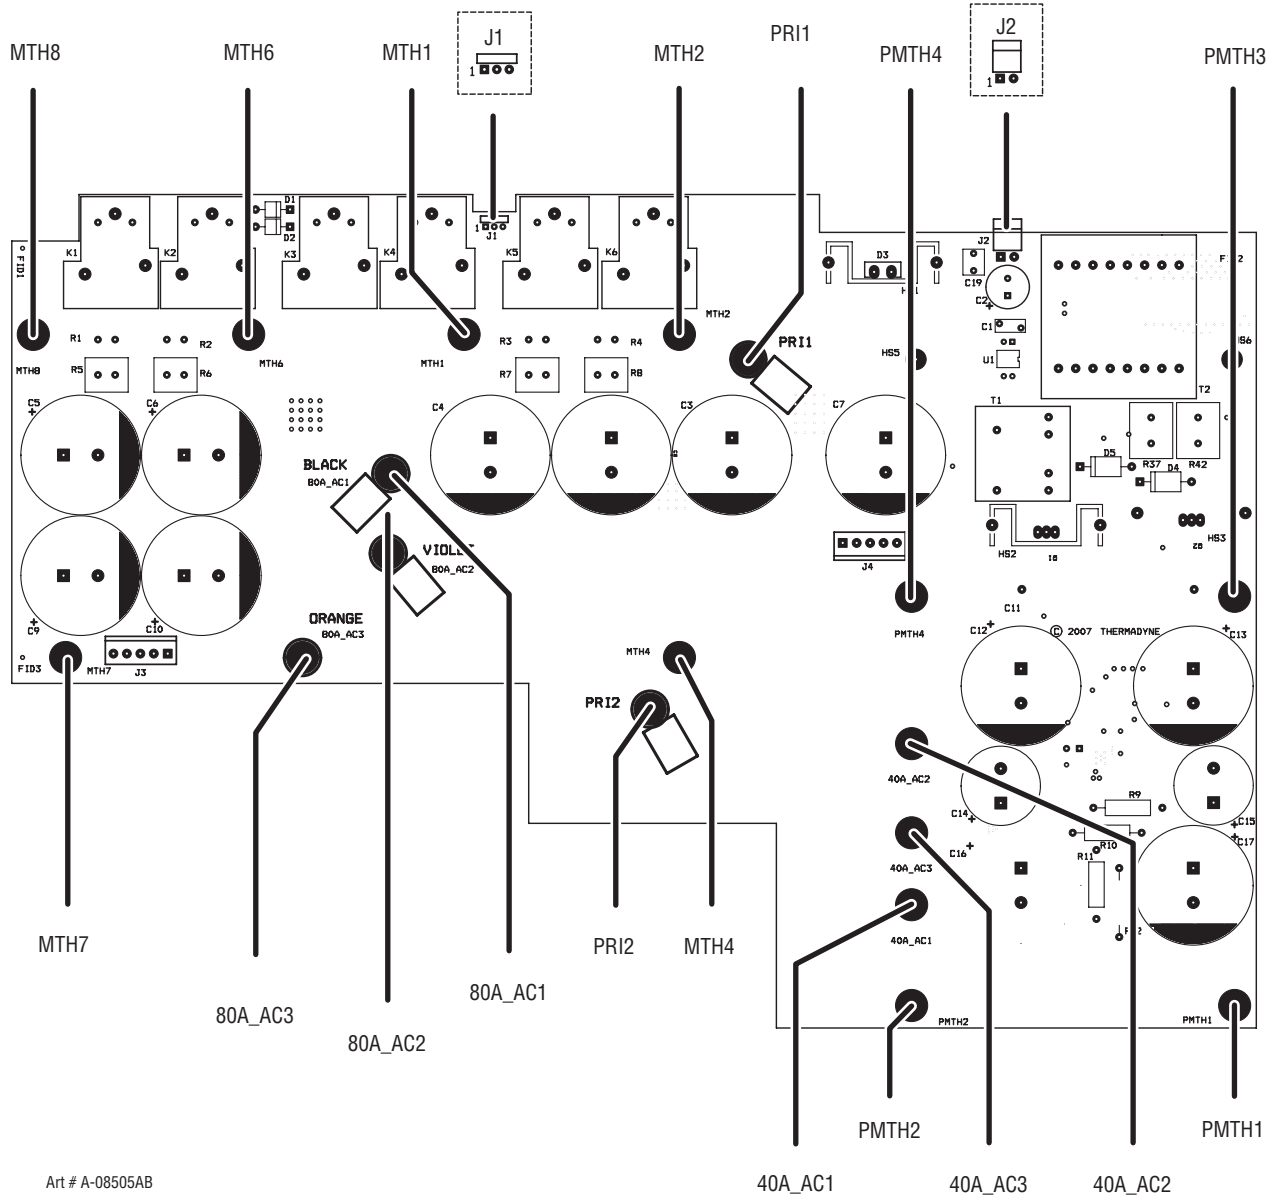 MTH8
MTH6
MTH1
J1
1
MTH2
PRI1
PMTH4
J2
1
PMTH3
D1
D2
K1
K2
K3
K4
1
J1
K5
K6
FID1
D3
J2
C19
C2
+
C1
U1
MTH2
R1
R2
R3
R4
PRI1
HS5
MTH8
R5
R6
MTH6
MTH1
R7
R8
C5
+
C6
+
C4
C3
C7
T1
T2
BLACK
80A_AC1
D5
R37
D4
R42
VIOLET
80A_AC2
J4
HS2
HS3
ORANGE
80A_AC3
PMTH4
C11
C12
+
© 2007 THERMADYNE
+
C13
+
C9
+
C10
FID3
MTH7
J3
MTH4
PRI2
40A_AC2
R9
C14
+
C16
+
R10
R11
+
C15
+
C17
40A_AC3
40A_AC1
PMTH2
PMTH1
MTH7
PRI2
MTH4
80A_AC3
80A_AC2
80A_AC1
PMTH2
PMTH1
Art # A-08505AB
40A_AC1
40A_AC3
40A_AC2